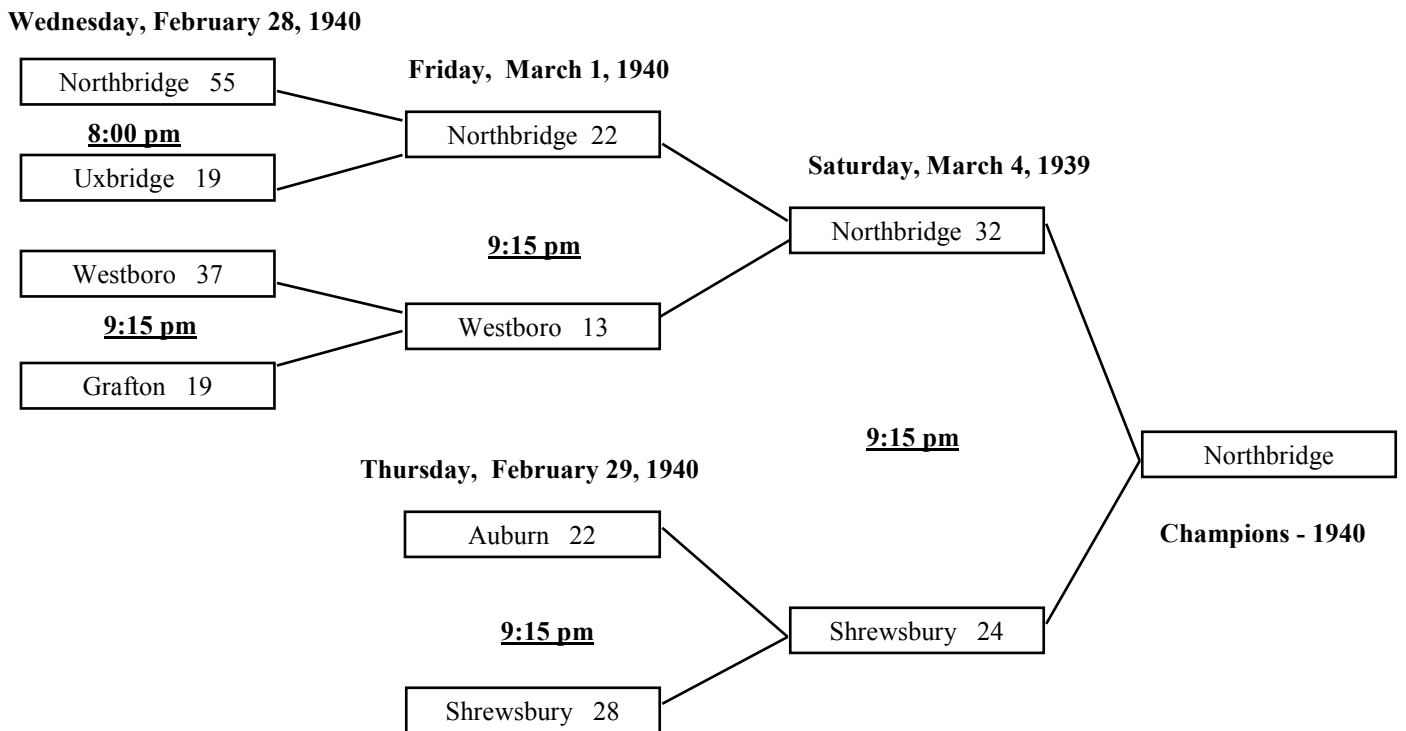 Wednesday, February 28, 1940
Northbridge 55
8:00 pm
Uxbridge 19
Westboro 37
9:15 pm
Grafton 19
Friday, March 1, 1940
Northbridge 22
9:15 pm
Westboro 13
Thursday, February 29, 1940
Auburn 22
9:15 pm
Shrewsbury 28
Saturday, March 4, 1939
Northbridge 32
9:15 pm
Shrewsbury 24
Northbridge
Champions - 1940